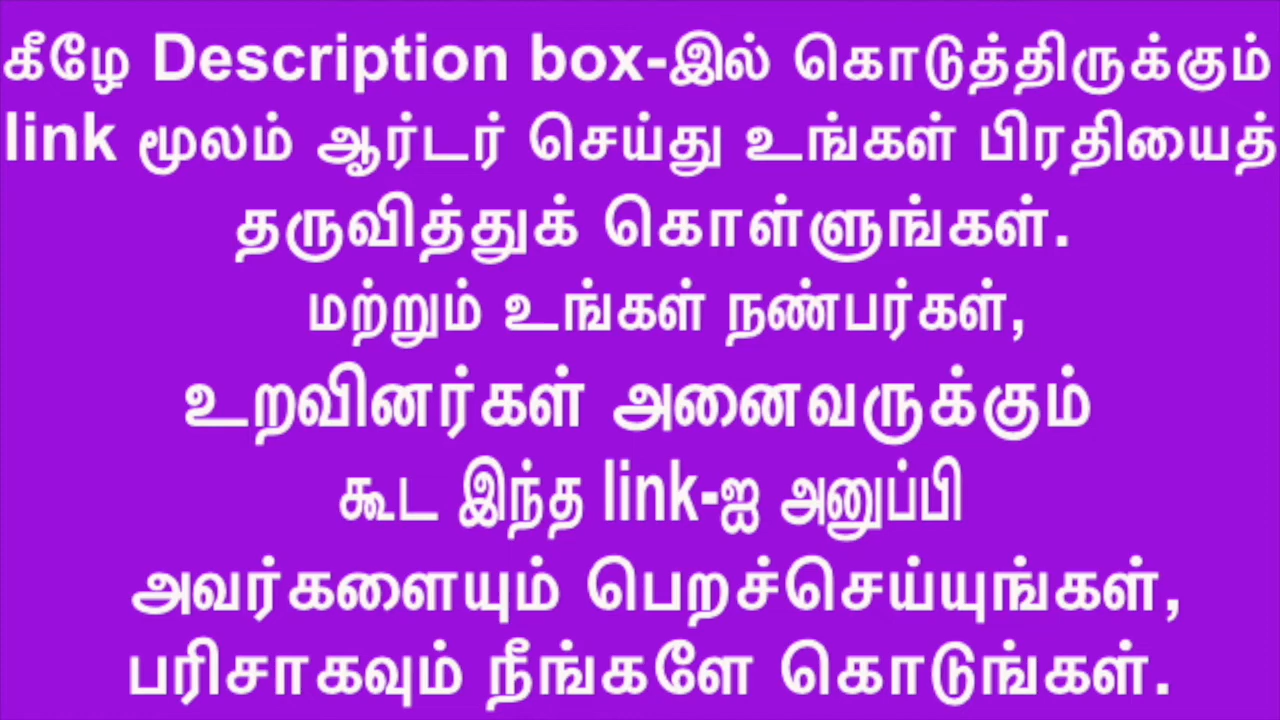 கீழே Description box-இல் கொடுத்திருக்கும்
link மூலம் ஆர்டர் செய்து உங்கள் பிரதியைத்
தருவித்துக் கொள்ளுங்கள்.
மற்றும் உங்கள் நண்பர்கள்,
உறவினர்கள் அனைவருக்கும்
கூட இந்த link-ஐ அனுப்பி
அவர்களையும் பெறச்செய்யுங்கள்,
பரிசாகவும் நீங்களே கொடுங்கள்.